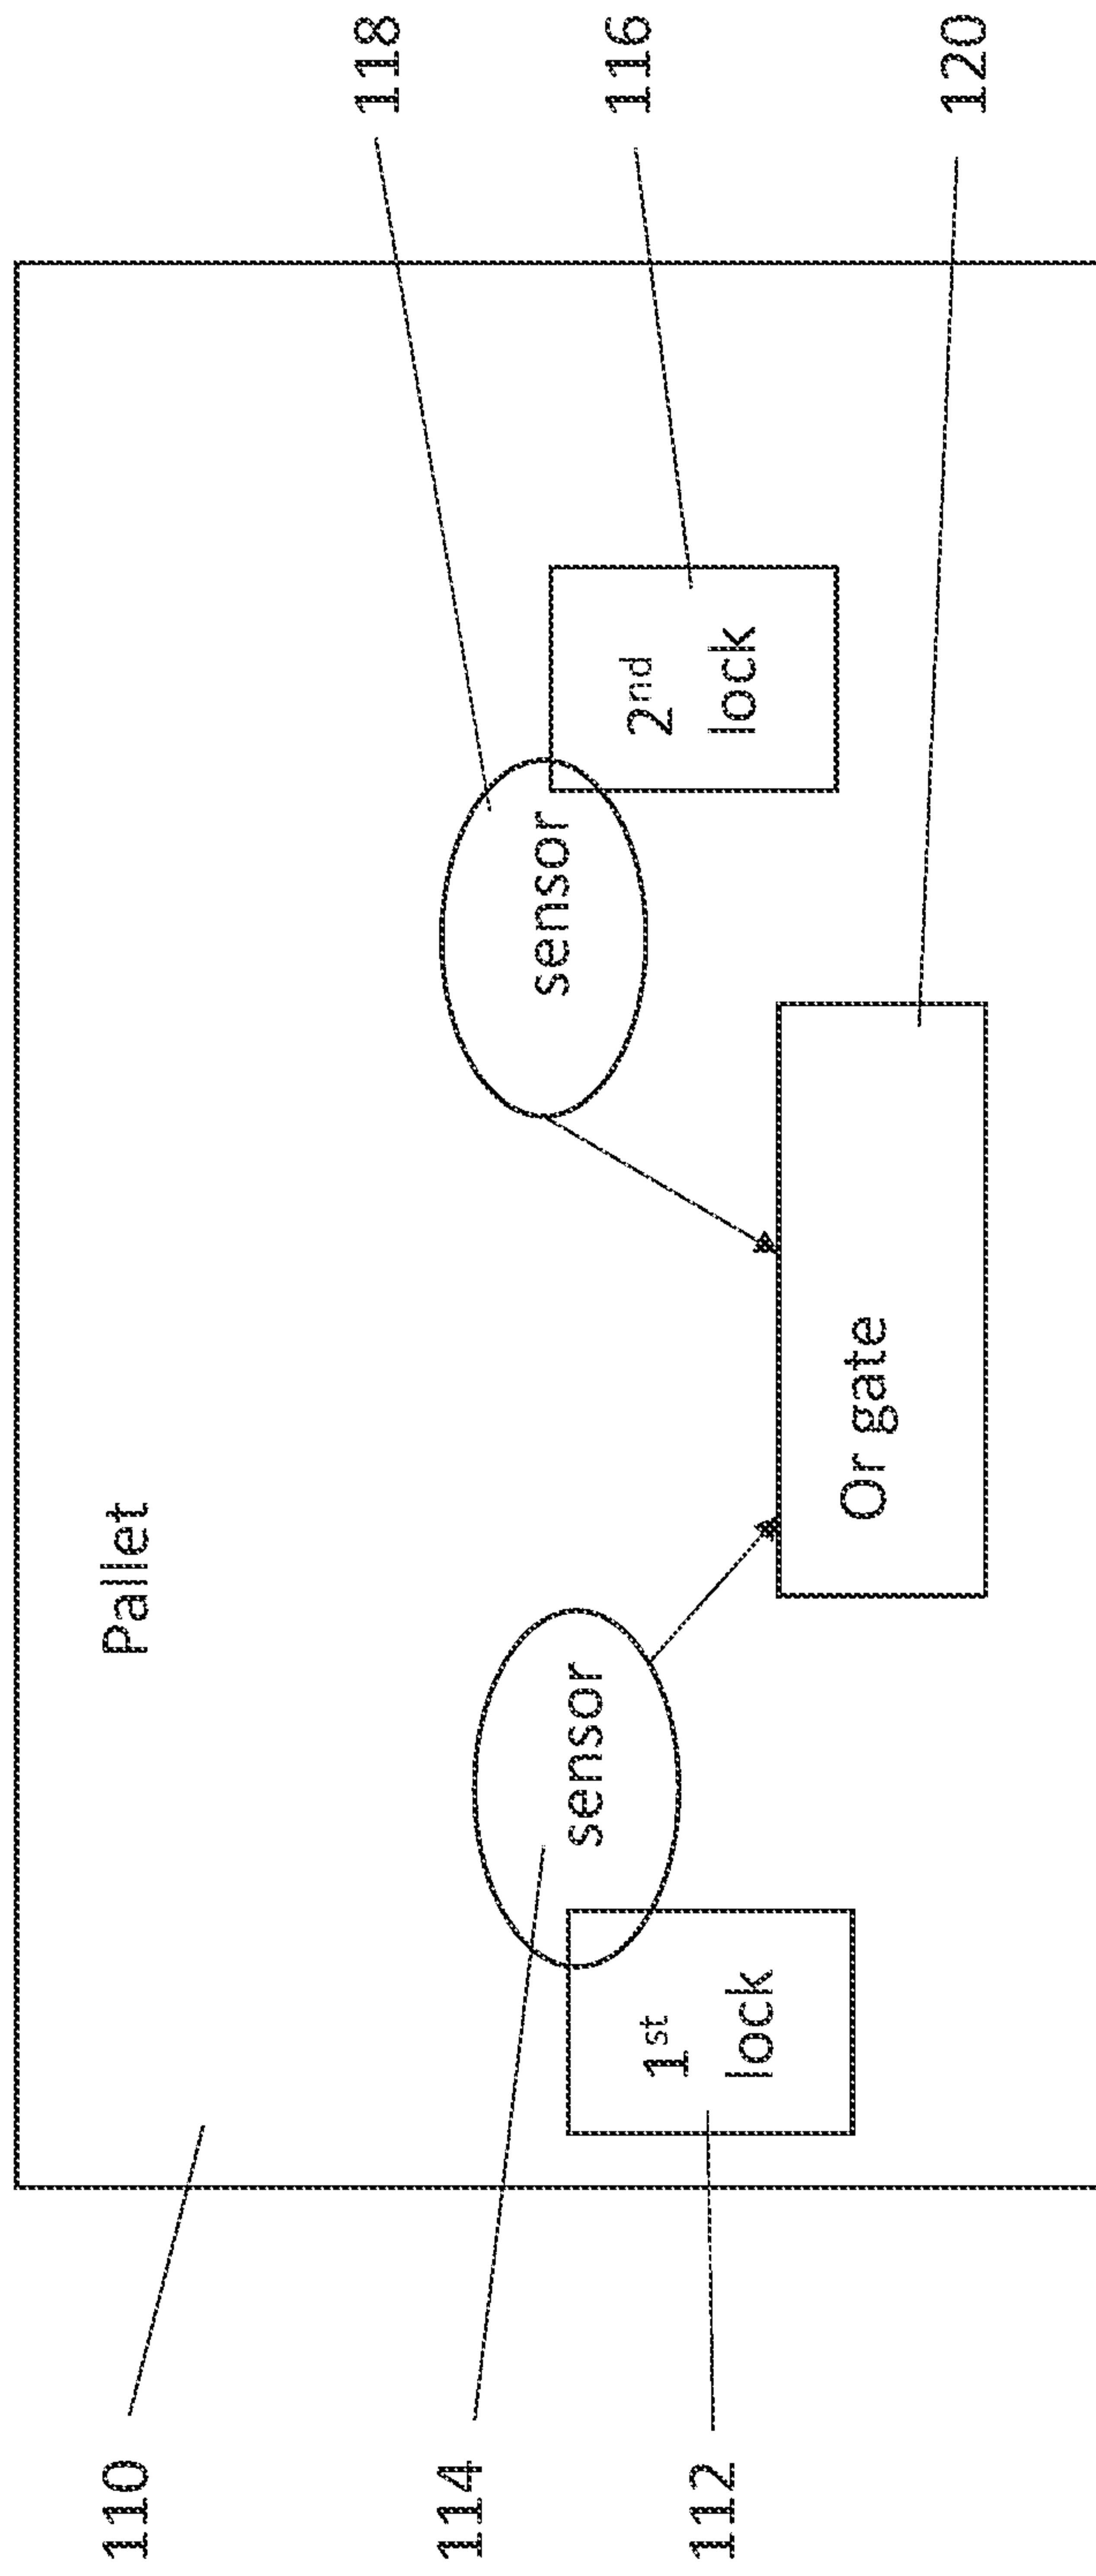 Pallet
110
118
sensor
114
sensor
116
2nd
lock
112
1st
lock
Or gate
120